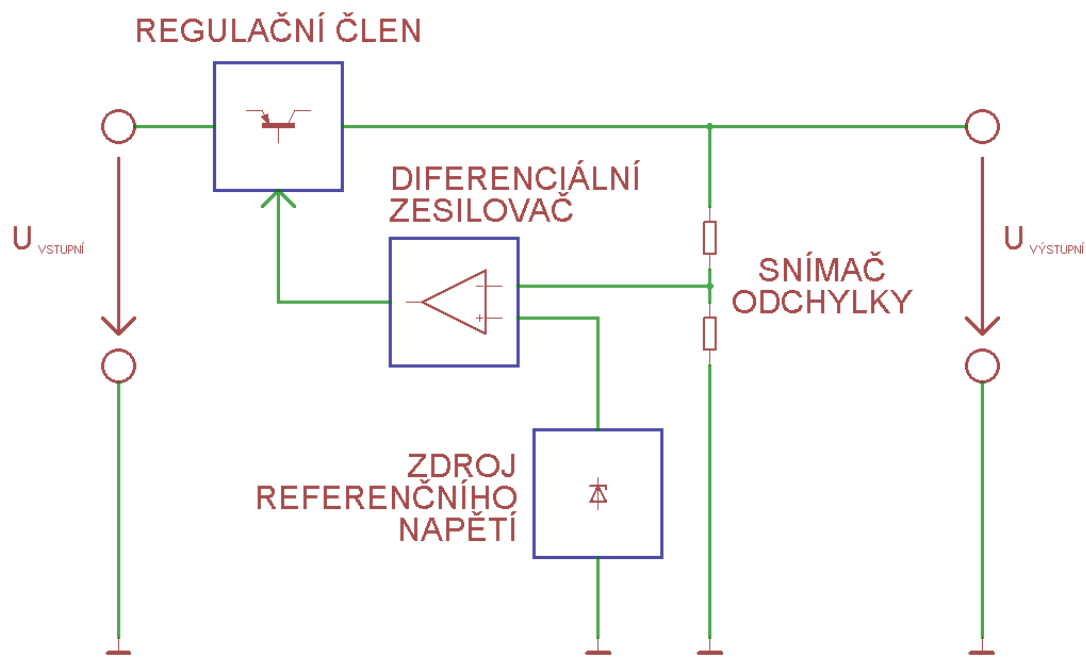 REGULAČNÍ ČLEN
DIFERENCIÁLNÍ
ZESILOVAČ
U VSTUPNÍ
SNÍMAČ
ODCHYLKY
U VÝSTUPNÍ
ZDROJ
REFERENČNÍHO
NAPĚTÍ